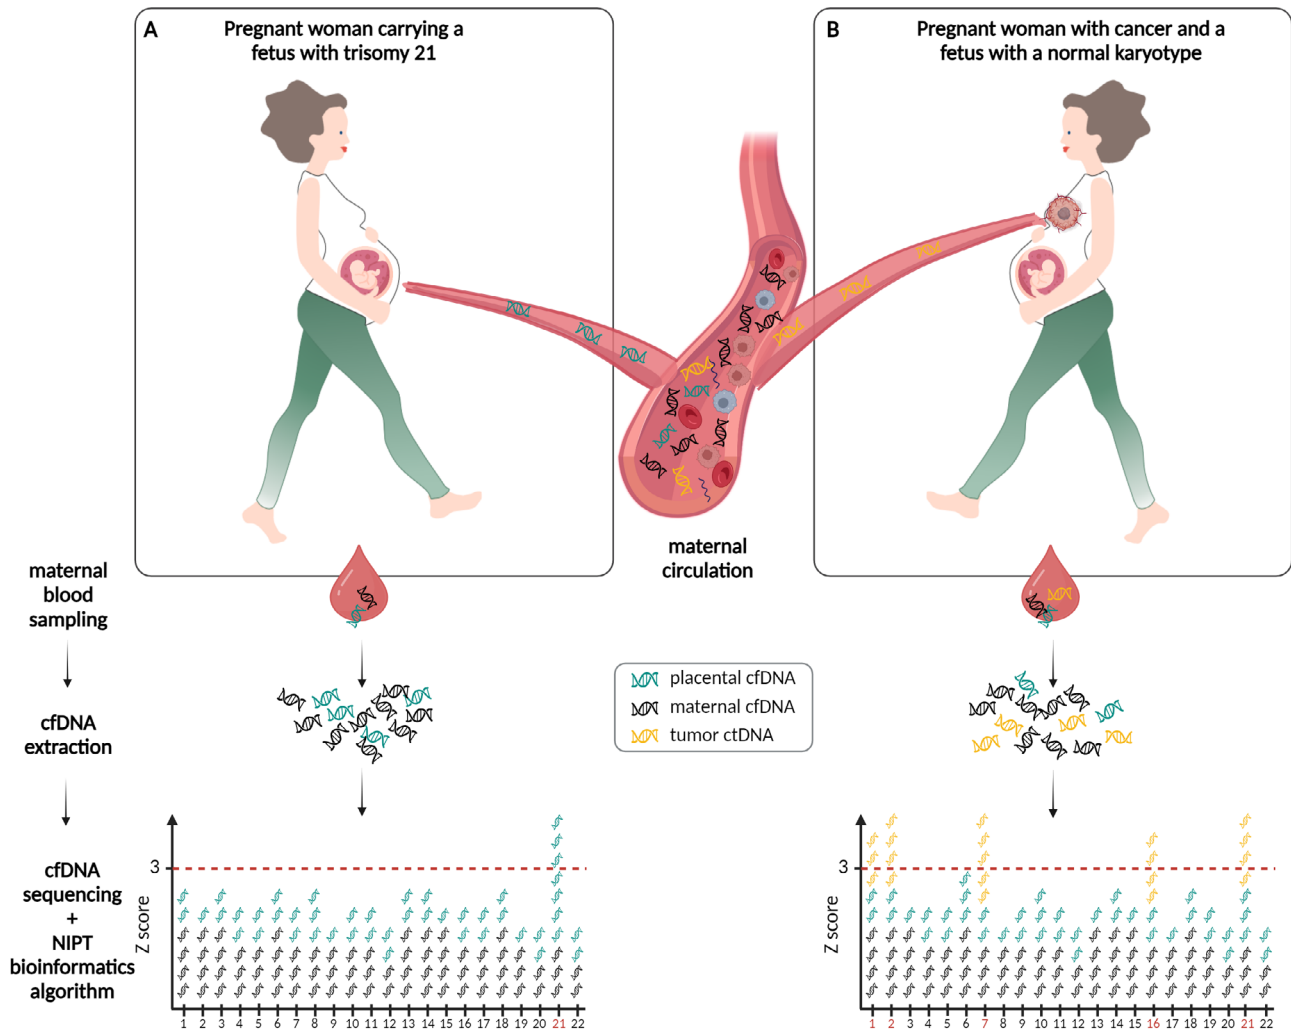 A
Pregnant woman carrying a
fetus with trisomy 21
B
Pregnant woman with cancer and a
fetus with a normal karyotype
maternal
circulation
maternal
blood
sampling
cfDNA
extraction
cfDNA
sequencing
+
NIPT
bioinformatics
algorithm
placental cfDNA
maternal cfDNA
tumor ctDNA
3
Z score
1 2 3 4 5 6 7 8 9 10 11 12 13 14 15 16 17 18 19 20 21 22
3
Z score
1 2 3 4 5 6 7 8 9 10 11 12 13 14 15 16 17 18 19 20 21 22